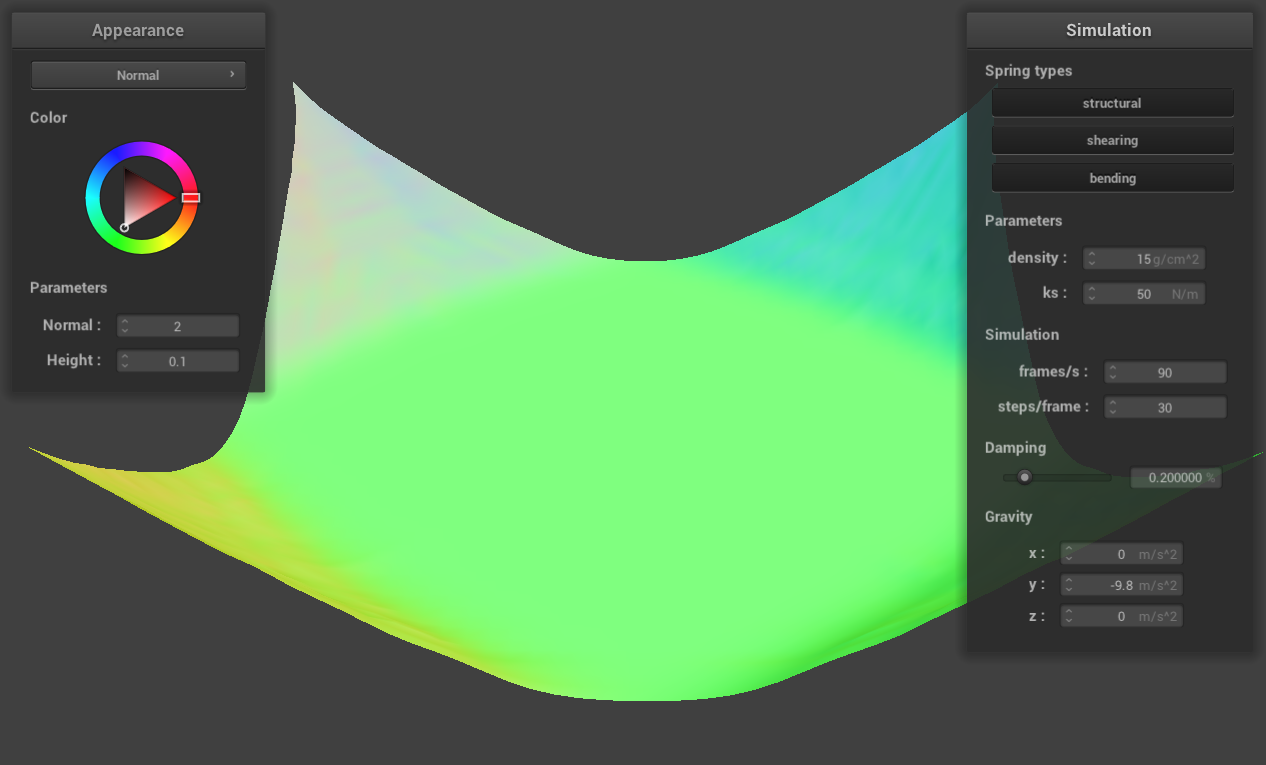 Appearance
Normal ›
Color
Parameters
Normal : 2
Height : 0.1
Simulation
Spring types
structural
shearing
bending
Parameters
density : 15 g/cm^2
ks : 50 N/m
Simulation
frames/s : 90
steps/frame : 30
Damping
0.200000 %
Gravity
x : 0 m/s^2
y : -9.8 m/s^2
z : 0 m/s^2